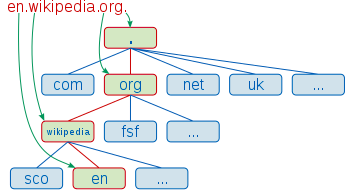 en.wikipedia.org.
.
com org net uk ...
wikipedia fsf ...
sco en ...